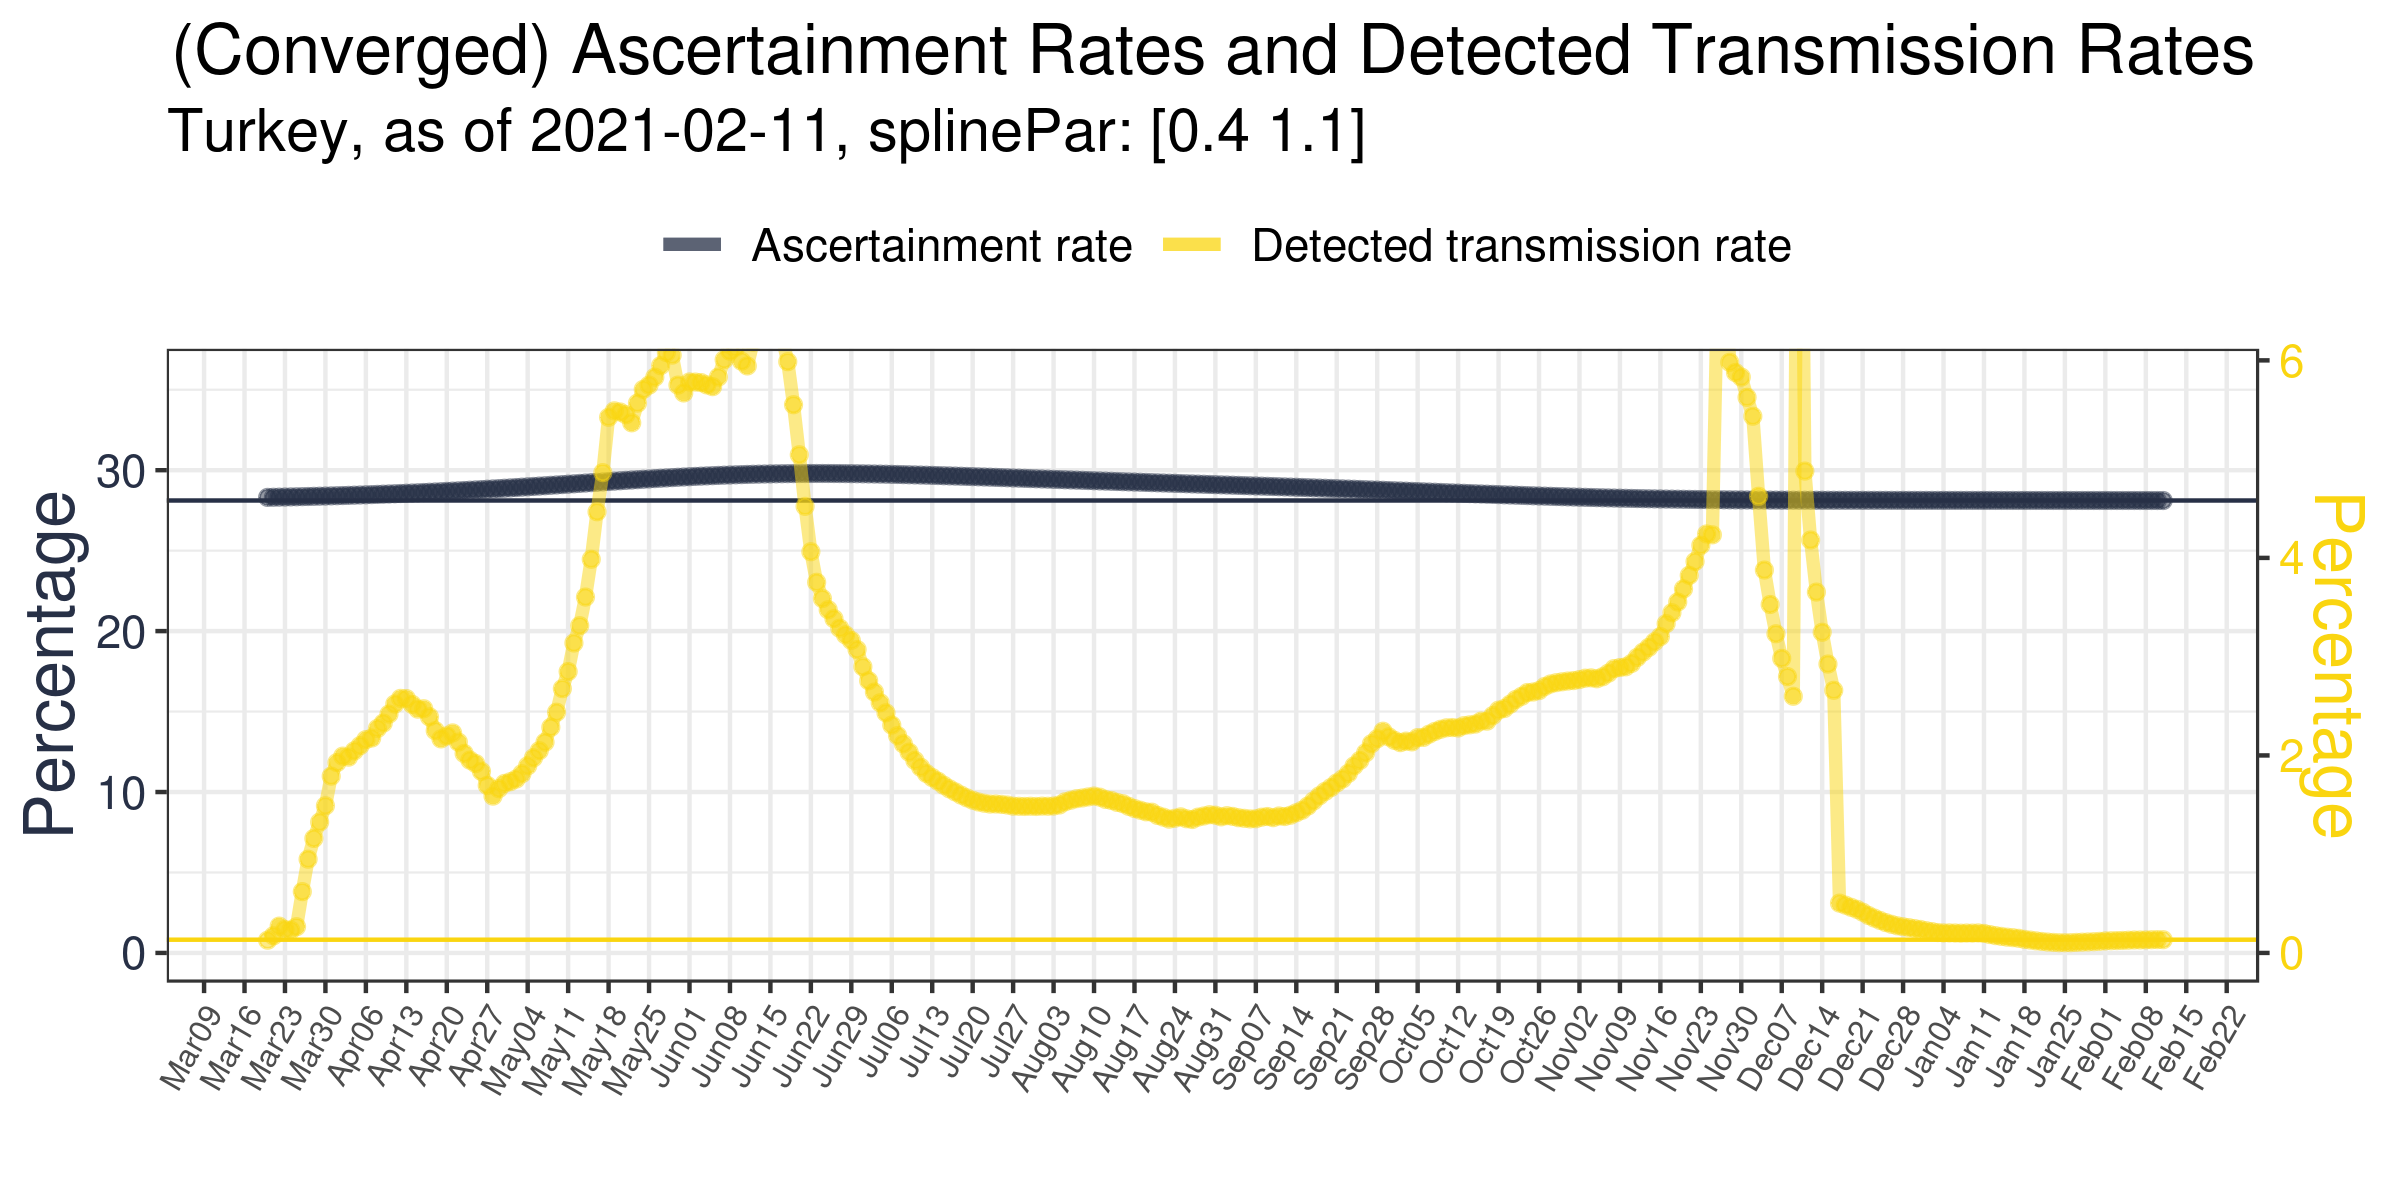 (Converged) Ascertainment Rates and Detected Transmission Rates
Turkey, as of 2021-02-11, splinePar: [0.4 1.1]
Ascertainment rate
Detected transmission rate
Percentage
30
20
10
0
6
4
2
0
Percentage
Mar09
Mar16
Mar23
Mar30
Apr06
Apr13
Apr20
Apr27
May04
May11
May18
May25
Jun01
Jun08
Jun15
Jun22
Jun29
Jul06
Jul13
Jul20
Jul27
Aug03
Aug10
Aug17
Aug24
Aug31
Sep07
Sep14
Sep21
Sep28
Oct05
Oct12
Oct19
Oct26
Nov02
Nov09
Nov16
Nov23
Nov30
Dec07
Dec14
Dec21
Dec28
Jan04
Jan11
Jan18
Jan25
Feb01
Feb08
Feb15
Feb22